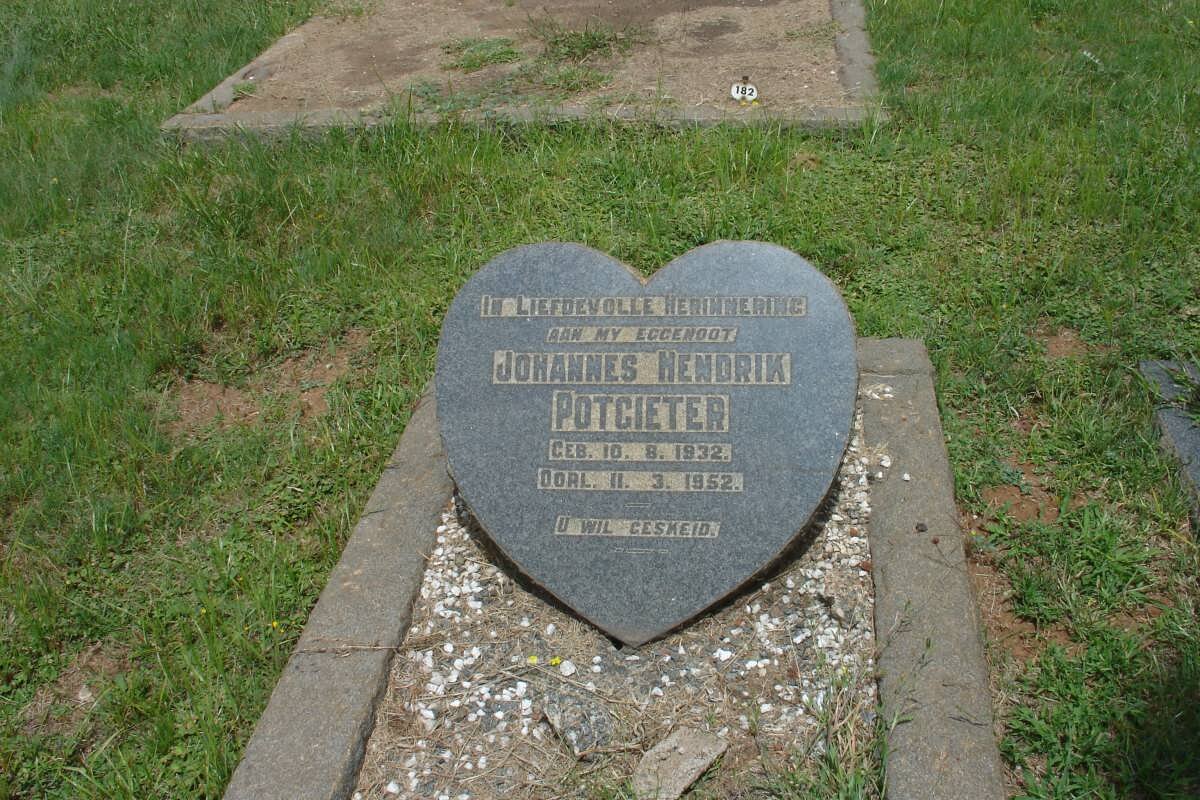 182
IN LIEFDEVOLLE HERINNERING
AAN MY EGGENOOT
JOHANNES HENDRIK
POTGIETER
GEB. 10. 8. 1932.
OORL. 11. 3. 1952.
U WIL GESKEID.